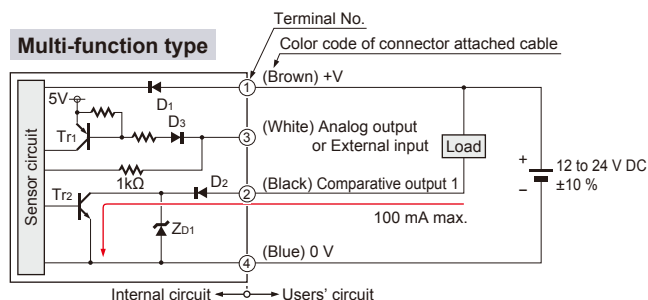 Terminal No.
Multi-function type
Color code of connector attached cable
1 (Brown) +V
5V
D1
Tr1
D3
3 (White) Analog output
or External input
Load
Sensor circuit
1kΩ
+
−
12 to 24 V DC
±10 %
Tr2
D2
2 (Black) Comparative output 1
100 mA max.
ZD1
4 (Blue) 0 V
Internal circuit
Users' circuit